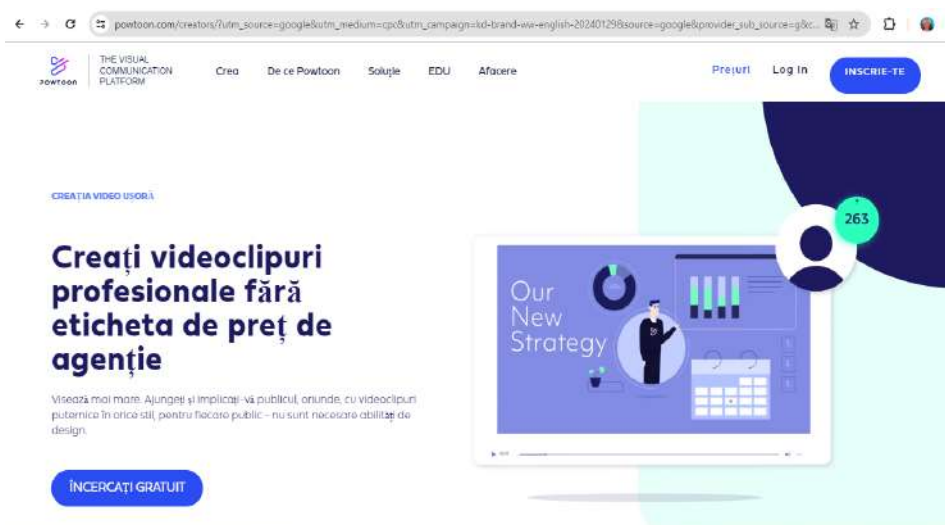 powtoon.com/creators/?utm_source=google&utm_medium=cpc&utm_campaign=kd-brand-ww-english-20240129&source=google&provider_sub_source=g&c...
POWTOON
THE VISUAL
COMMUNICATION
PLATFORM
Crea
De ce Powtoon
Soluție
EDU
Afacere
Prețuri
Log In
INSCRIE-TE
CREAȚIA VIDEO UȘORĂ
Creați videoclipuri
profesionale fără
eticheta de preț de
agenție
Visează mai mare. Ajungeți și implicați-vă publicul, oriunde, cu videoclipuri
puternice în orice stil, pentru fiecare public – nu sunt necesare abilități de
design.
ÎNCERCAȚI GRATUIT
Our
New
Strategy
263